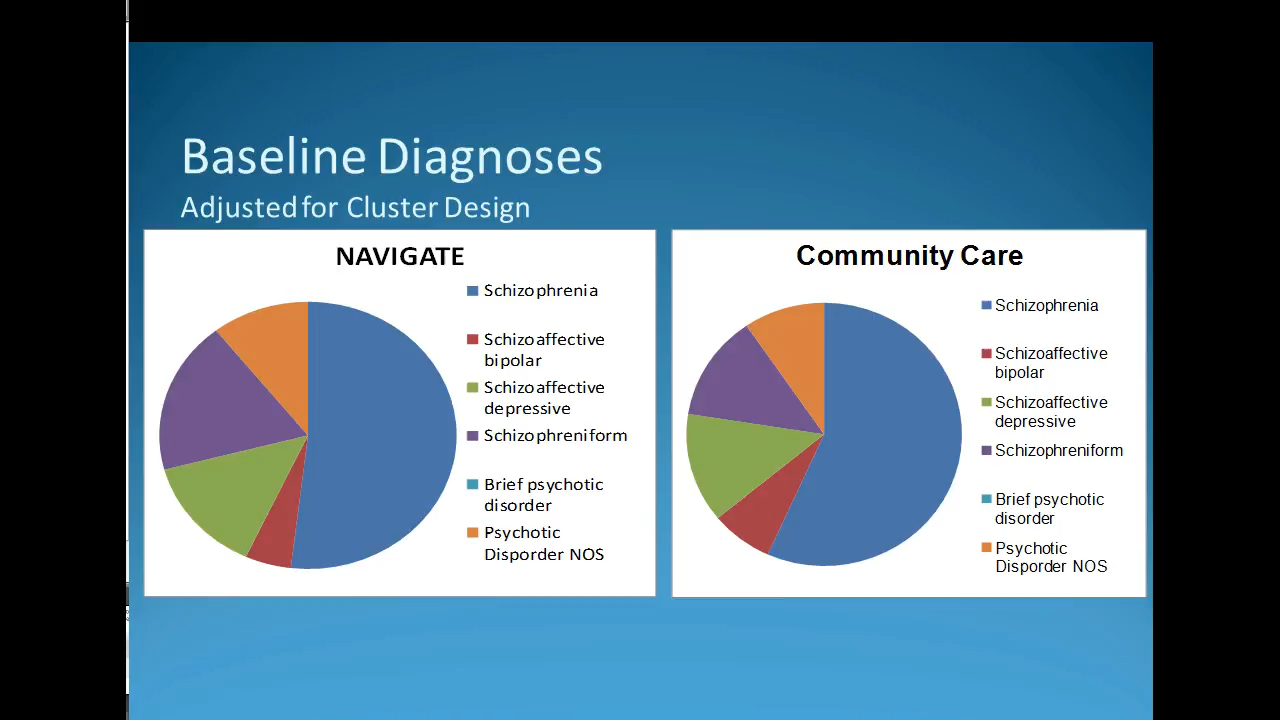 Baseline Diagnoses
Adjusted for Cluster Design
NAVIGATE
Schizophrenia
Schizoaffective
bipolar
Schizoaffective
depressive
Schizophreniform
Brief psychotic
disorder
Psychotic
Disporder NOS
Community Care
Schizophrenia
Schizoaffective
bipolar
Schizoaffective
depressive
Schizophreniform
Brief psychotic
disorder
Psychotic
Disporder NOS